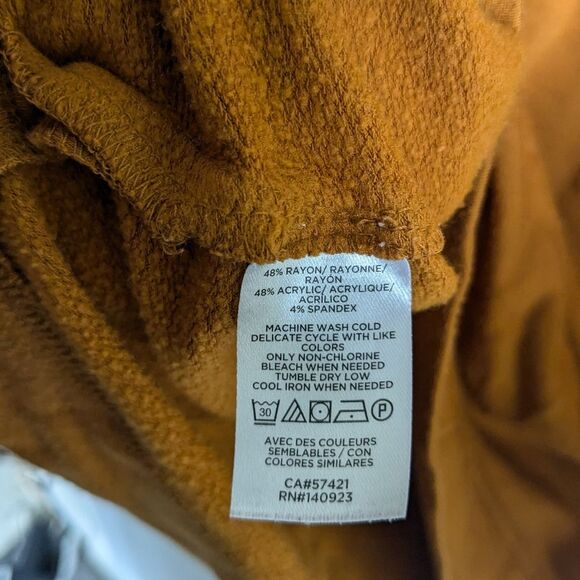 48% RAYON/ RAYONNE/
RAYÓN
48% ACRYLIC/ ACRYLIQUE/
ACRÍLICO
4% SPANDEX
MACHINE WASH COLD
DELICATE CYCLE WITH LIKE
COLORS
ONLY NON-CHLORINE
BLEACH WHEN NEEDED
TUMBLE DRY LOW
COOL IRON WHEN NEEDED
30 P
AVEC DES COULEURS
SEMBLABLES / CON
COLORES SIMILARES
CA#57421
RN#140923